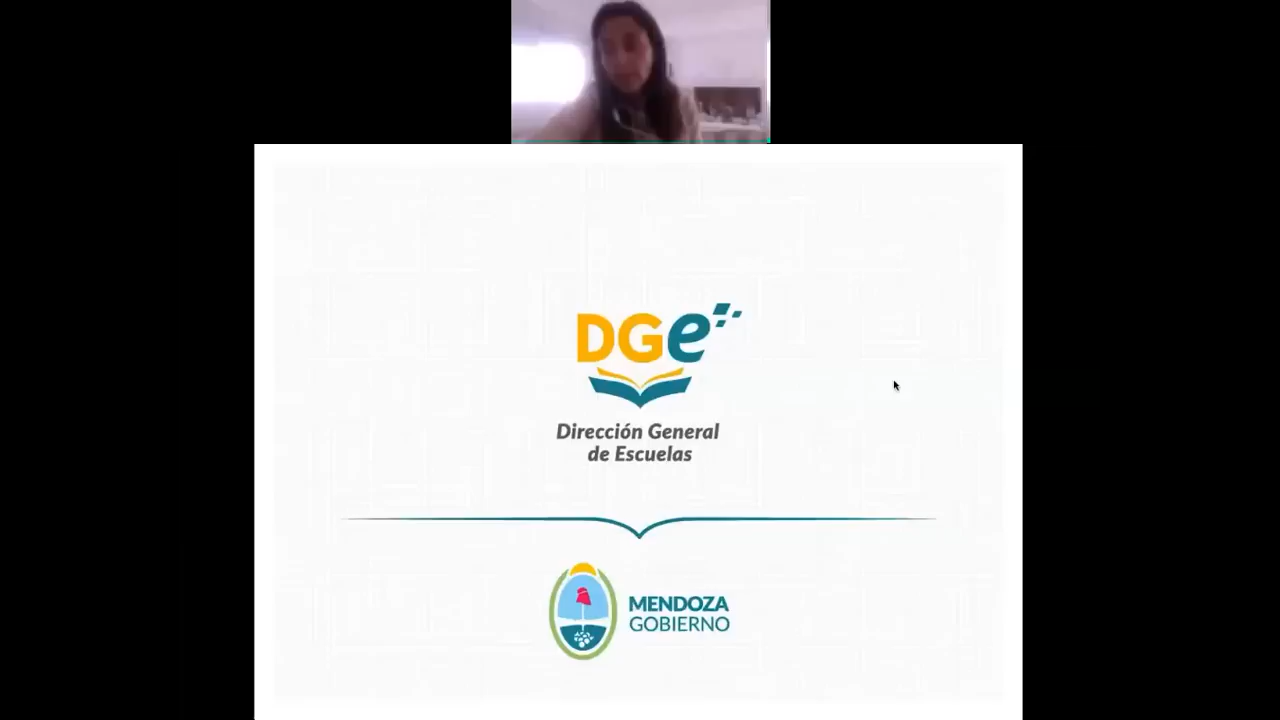 DGe
Dirección General
de Escuelas
MENDOZA
GOBIERNO